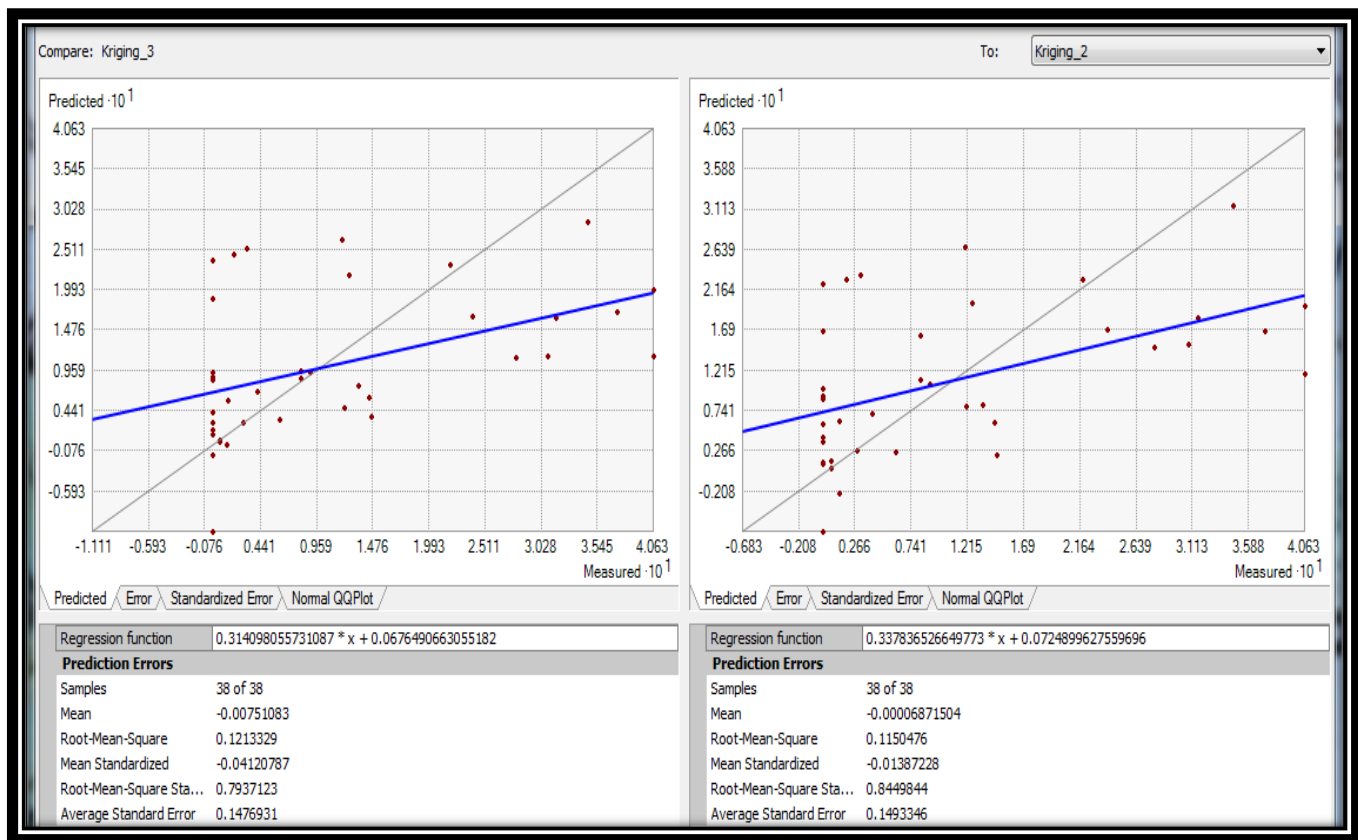 Compare: Kriging_3
To: Kriging_2
Predicted ·10 1
4.063
3.545
3.028
2.511
1.993
1.476
0.959
0.441
-0.076
-0.593
-1.111 -0.593 -0.076 0.441 0.959 1.476 1.993 2.511 3.028 3.545 4.063
Measured ·10 1
Predicted Error Standardized Error Normal QQPlot
Regression function 0.314098055731087 * x + 0.0676490663055182
Prediction Errors
Samples 38 of 38
Mean -0.00751083
Root-Mean-Square 0.1213329
Mean Standardized -0.04120787
Root-Mean-Square Sta... 0.7937123
Average Standard Error 0.1476931
Predicted ·10 1
4.063
3.588
3.113
2.639
2.164
1.69
1.215
0.741
0.266
-0.208
-0.683 -0.208 0.266 0.741 1.215 1.69 2.164 2.639 3.113 3.588 4.063
Measured ·10 1
Predicted Error Standardized Error Normal QQPlot
Regression function 0.337836526649773 * x + 0.0724899627559696
Prediction Errors
Samples 38 of 38
Mean -0.00006871504
Root-Mean-Square 0.1150476
Mean Standardized -0.01387228
Root-Mean-Square Sta... 0.8449844
Average Standard Error 0.1493346